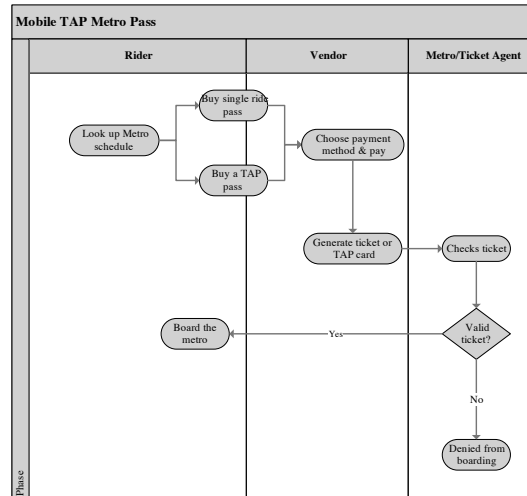 Mobile TAP Metro Pass
Rider
Vendor
Metro/Ticket Agent
Buy single ride
pass
Look up Metro
schedule
Choose payment
method & pay
Buy a TAP
pass
Generate ticket or
TAP card
Checks ticket
Board the
metro
Yes
Valid
ticket?
No
Denied from
boarding
Phase